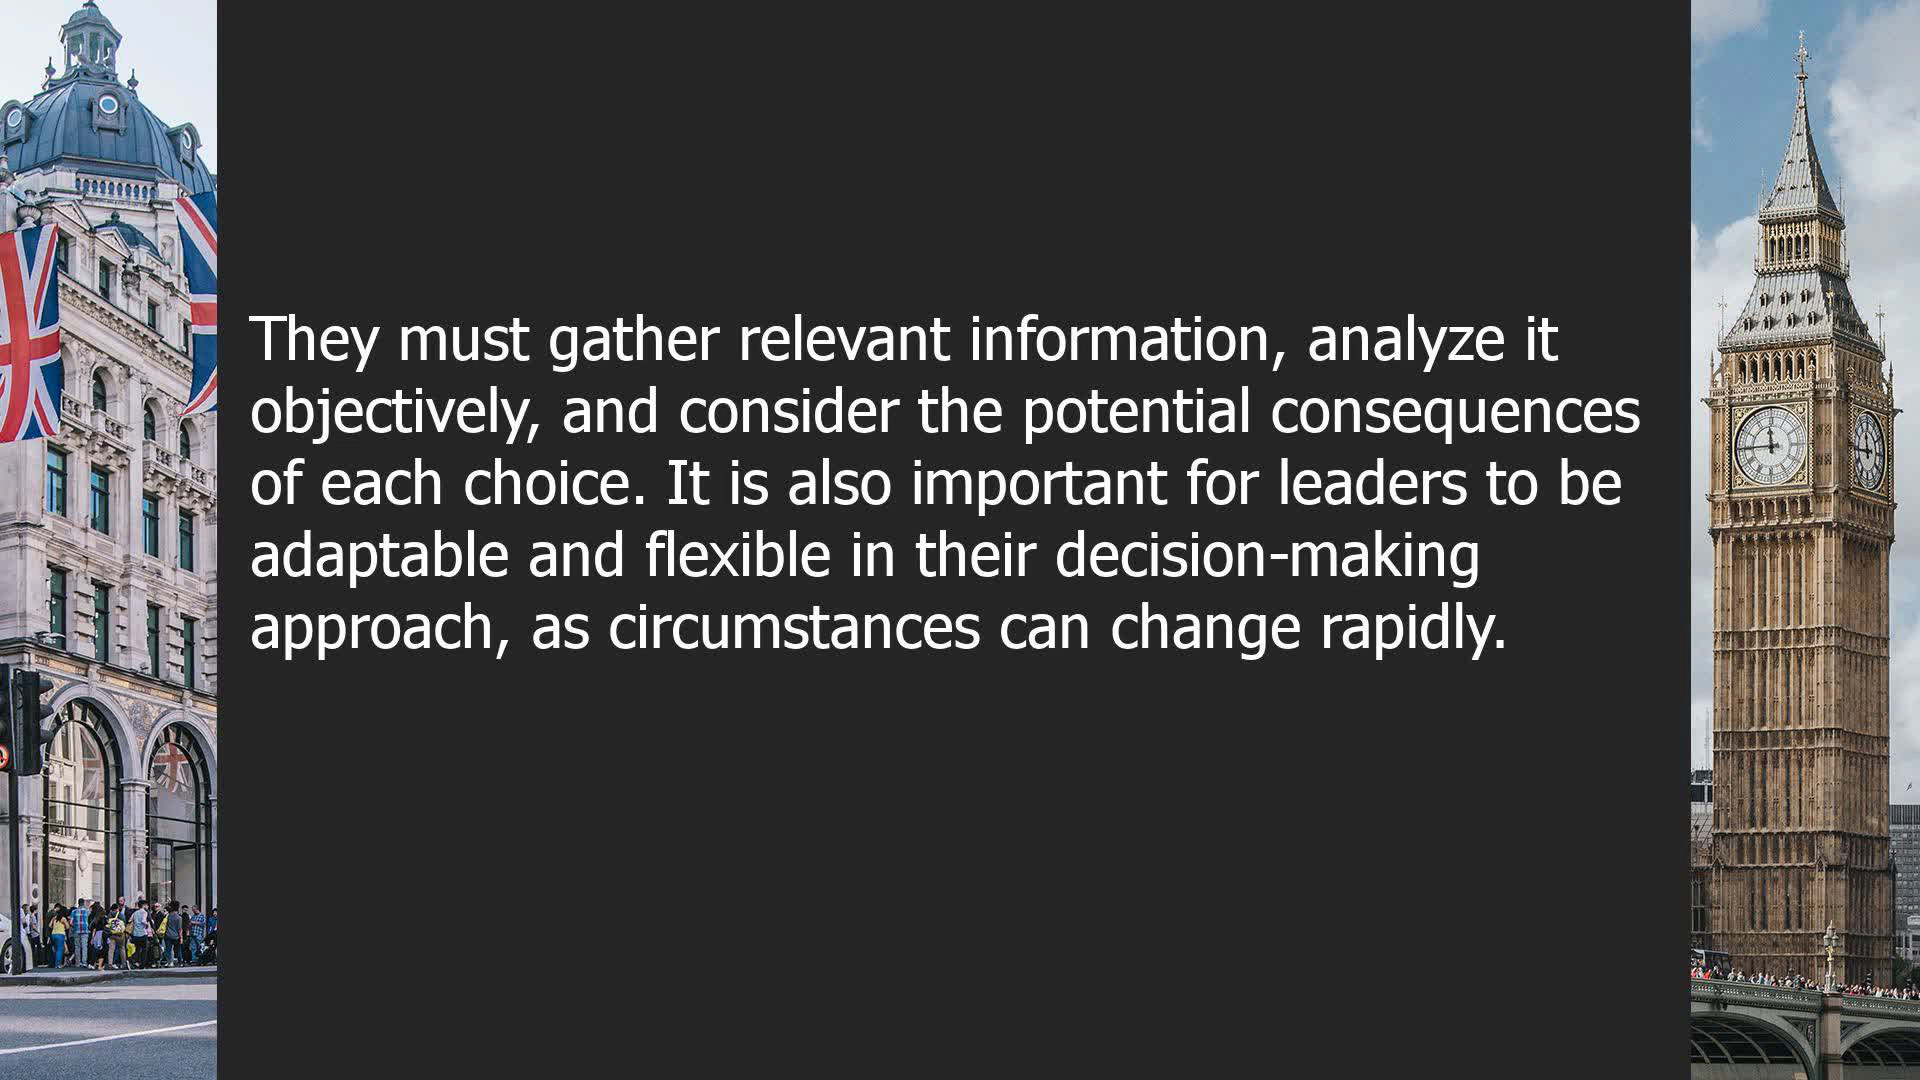 They must gather relevant information, analyze it
objectively, and consider the potential consequences
of each choice. It is also important for leaders to be
adaptable and flexible in their decision-making
approach, as circumstances can change rapidly.